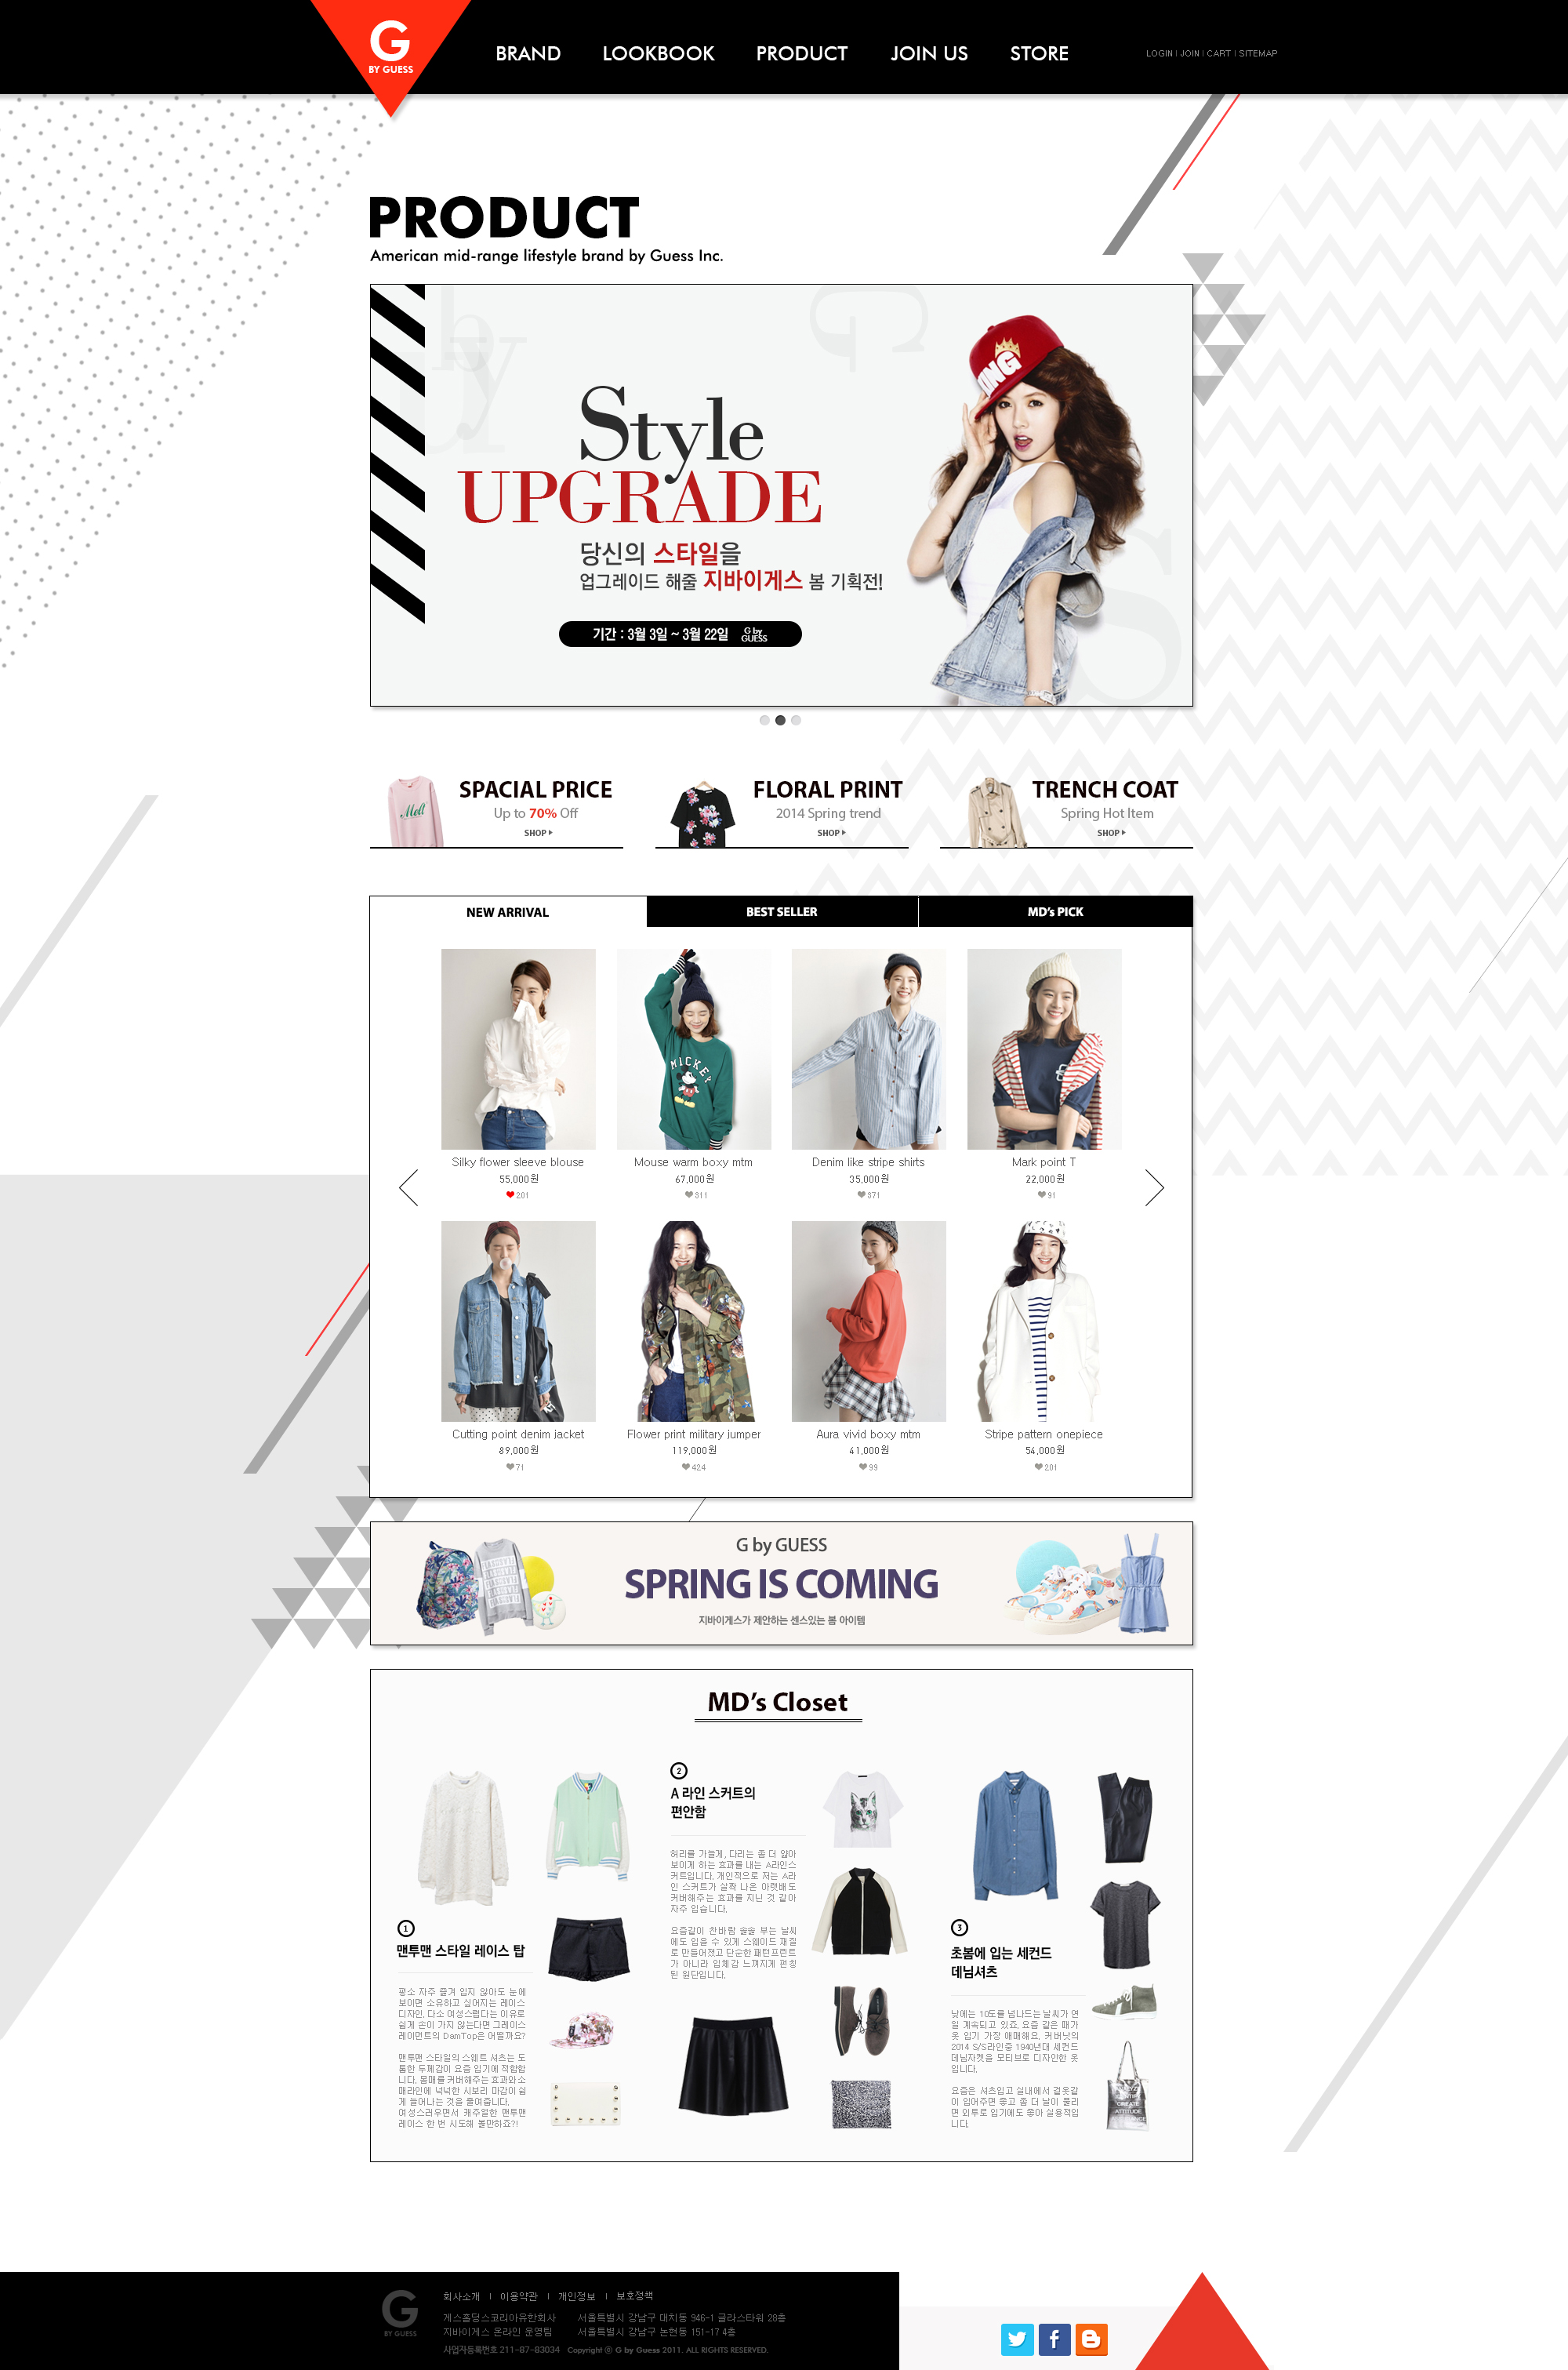 G
BY GUESS
BRAND
LOOKBOOK
PRODUCT
JOIN US
STORE
LOGIN | JOIN | CART | SITEMAP
PRODUCT
American mid-range lifestyle brand by Guess Inc.
Style
UPGRADE
당신의 스타일을
업그레이드 해줄 지바이게스 봄 기획전!
기간 : 3월 3일 ~ 3월 22일 G by GUESS
SPACIAL PRICE
Up to 70% Off
SHOP
FLORAL PRINT
2014 Spring trend
SHOP
TRENCH COAT
Spring Hot Item
SHOP
NEW ARRIVAL
BEST SELLER
MD's PICK
MICKEY
Silky flower sleeve blouse
55,000원
201
Mouse warm boxy mtm
67,000원
311
Denim like stripe shirts
35,000원
371
Mark point T
22,000원
91
Cutting point denim jacket
89,000원
71
Flower print military jumper
119,000원
424
Aura vivid boxy mtm
41,000원
99
Stripe pattern onepiece
54,000원
201
G by GUESS
SPRING IS COMING
지바이게스가 제안하는 센스있는 봄 아이템
MD's Closet
1
맨투맨 스타일 레이스 탑
평소 자주 즐겨 입지 않아도 눈에
보이면 소유하고 싶어지는 레이스
디자인. 다소 여성스럽다는 이유로
쉽게 손이 가지 않는다면 그레이스
레이먼트의 DamTop은 어떨까요?
맨투맨 스타일의 스웨트 셔츠는 도
톰한 두께감이 요즘 입기에 적합합
니다. 몸매를 커버해주는 효과와 소
매라인에 넉넉한 시보리 마감이 쉽
게 늘어나는 것을 줄여줍니다.
여성스러우면서 캐주얼한 맨투맨
레이스 한 번 시도해 볼만하죠?!
2
A 라인 스커트의
편안함
허리를 가늘게, 다리는 좀 더 얇아
보이게 하는 효과를 내는 A라인스
커트입니다. 개인적으로 저는 A라
인 스커트가 살짝 나온 아랫배도
커버해주는 효과를 지닌 것 같아
자주 입습니다.
요즘같이 찬바람 솔솔 부는 날씨
에도 입을 수 있게 스웨이드 재질
로 만들어졌고 단순한 패턴프린트
가 아니라 입체감 느껴지게 펀칭
된 원단입니다.
3
초봄에 입는 세컨드
데님셔츠
낮에는 10도를 넘나드는 날씨가 연
일 계속되고 있죠. 요즘 같은 때가
옷 입기 가장 애매해요. 커버낫의
2014 S/S라인중 1940년대 세컨드
데님자켓을 모티브로 디자인한 옷
입니다.
요즘은 셔츠입고 실내에서 겉옷같
이 입어주면 좋고 좀 더 날이 풀리
면 외투로 입기에도 좋아 실용적입
니다.
G
BY GUESS
회사소개 | 이용약관 | 개인정보 | 보호정책
게스홀딩스코리아유한회사 서울특별시 강남구 대치동 946-1 글라스타워 28층
지바이게스 온라인 운영팀 서울특별시 강남구 논현동 151-17 4층
사업자등록번호 211-87-83034 Copyright ⓒ G by Guess 2011. ALL RIGHTS RESERVED.